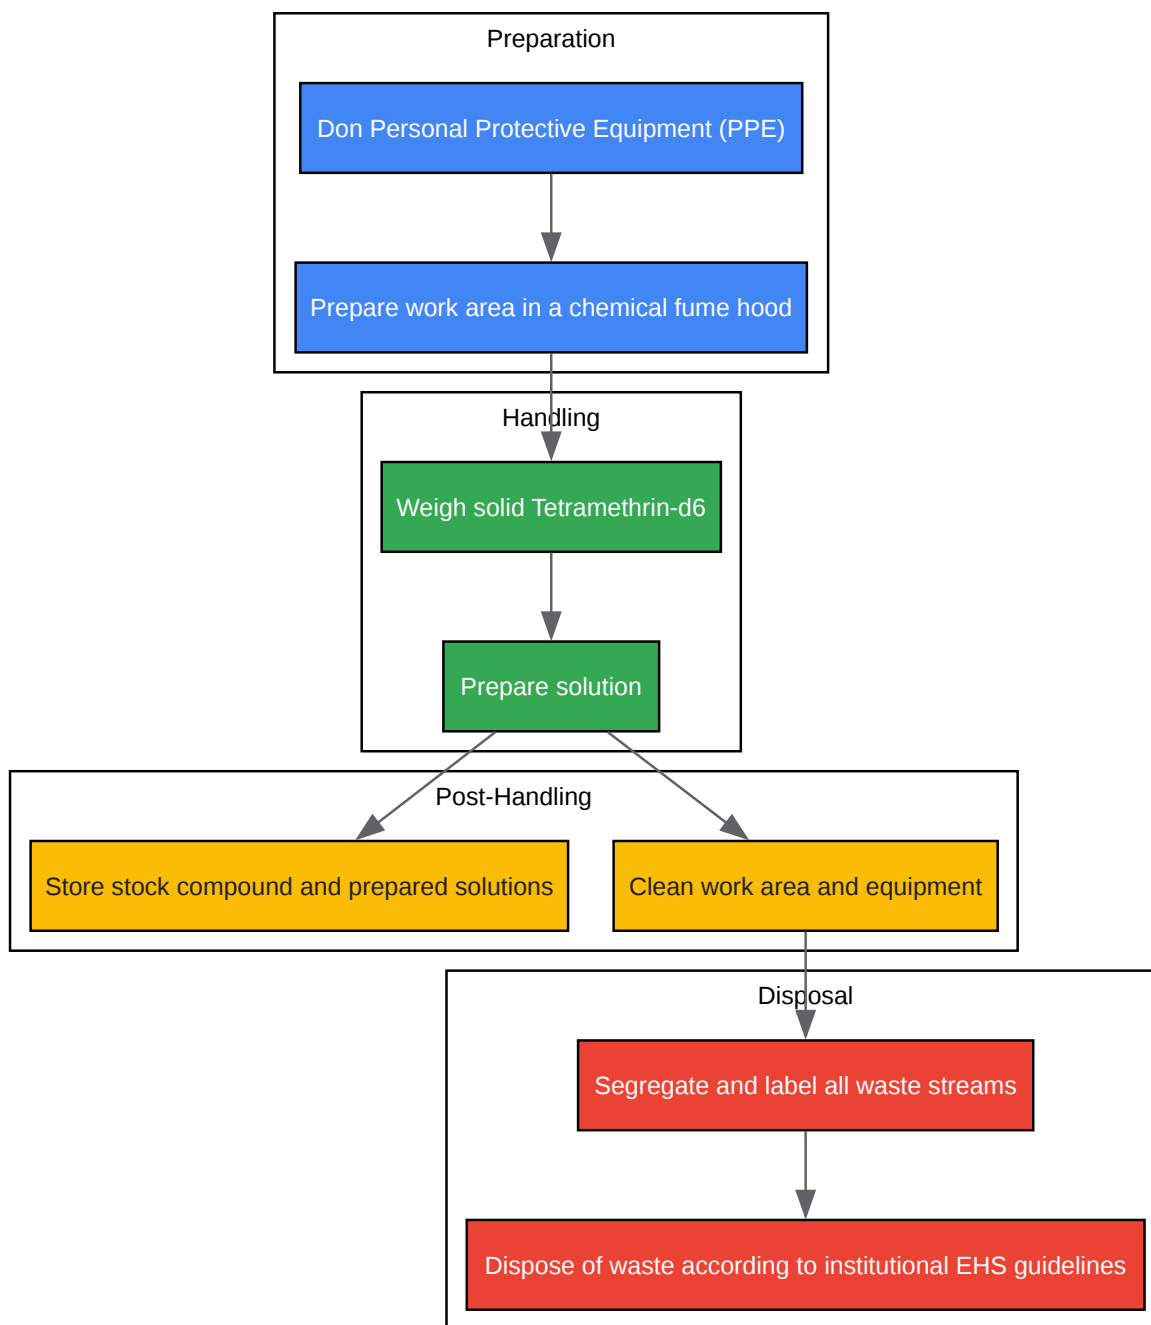 Preparation
Don Personal Protective Equipment (PPE)
Prepare work area in a chemical fume hood
Handling
Weigh solid Tetramethrin-d6
Prepare solution
Post-Handling
Store stock compound and prepared solutions
Clean work area and equipment
Disposal
Segregate and label all waste streams
Dispose of waste according to institutional EHS guidelines